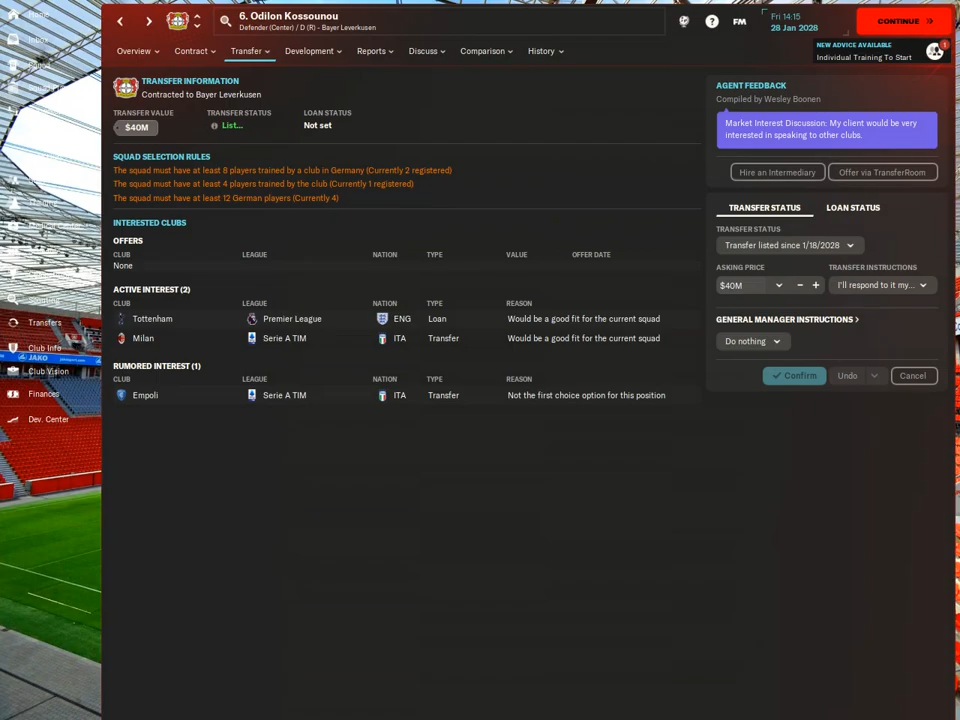 Home
6. Odilon Kossounou
Defender (Center) / D (R) - Bayer Leverkusen
FM
Fri 14:15
28 Jan 2028
CONTINUE
Inbox
Overview
Contract
Transfer
Development
Reports
Discuss
Comparison
History
NEW ADVICE AVAILABLE
Individual Training To Start
1
TRANSFER INFORMATION
Contracted to Bayer Leverkusen
TRANSFER VALUE
TRANSFER STATUS
LOAN STATUS
$40M
List...
Not set
SQUAD SELECTION RULES
The squad must have at least 8 players trained by a club in Germany (Currently 2 registered)
The squad must have at least 4 players trained by the club (Currently 1 registered)
The squad must have at least 12 German players (Currently 4)
INTERESTED CLUBS
OFFERS
CLUB
LEAGUE
NATION
TYPE
VALUE
OFFER DATE
None
ACTIVE INTEREST (2)
CLUB
LEAGUE
NATION
TYPE
REASON
Tottenham
Premier League
ENG
Loan
Would be a good fit for the current squad
Milan
Serie A TIM
ITA
Transfer
Would be a good fit for the current squad
RUMORED INTEREST (1)
CLUB
LEAGUE
NATION
TYPE
REASON
Empoli
Serie A TIM
ITA
Transfer
Not the first choice option for this position
AGENT FEEDBACK
Compiled by Wesley Boonen
Market Interest Discussion: My client would be very
interested in speaking to other clubs.
Hire an Intermediary
Offer via TransferRoom
TRANSFER STATUS
LOAN STATUS
TRANSFER STATUS
Transfer listed since 1/18/2028
ASKING PRICE
TRANSFER INSTRUCTIONS
$40M
I'll respond to it my...
GENERAL MANAGER INSTRUCTIONS >
Do nothing
Confirm
Undo
Cancel
Scouting
Transfers
Club Info
JAKO
Club Vision
Finances
Dev. Center